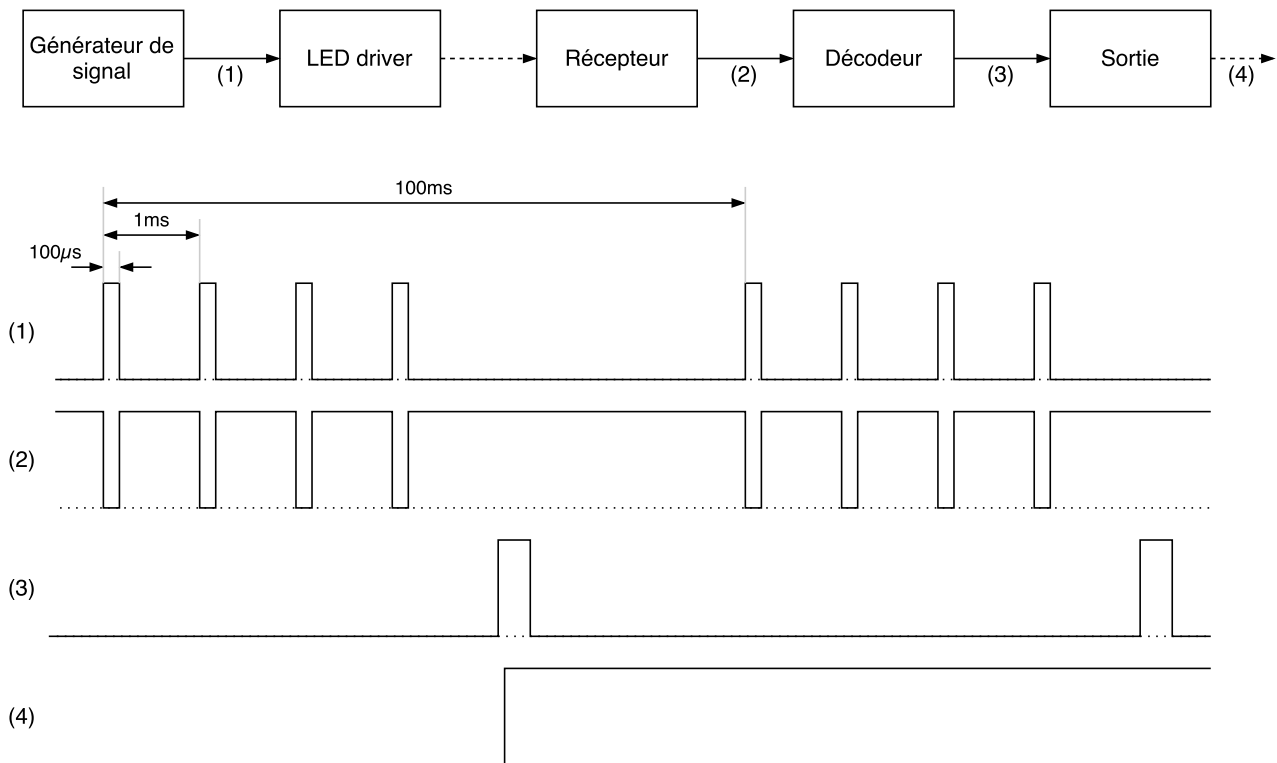 Générateur de
signal
LED driver
Récepteur
Décodeur
Sortie
(1)
(2)
(3)
(4)
100ms
1ms
100µs
(1)
(2)
(3)
(4)